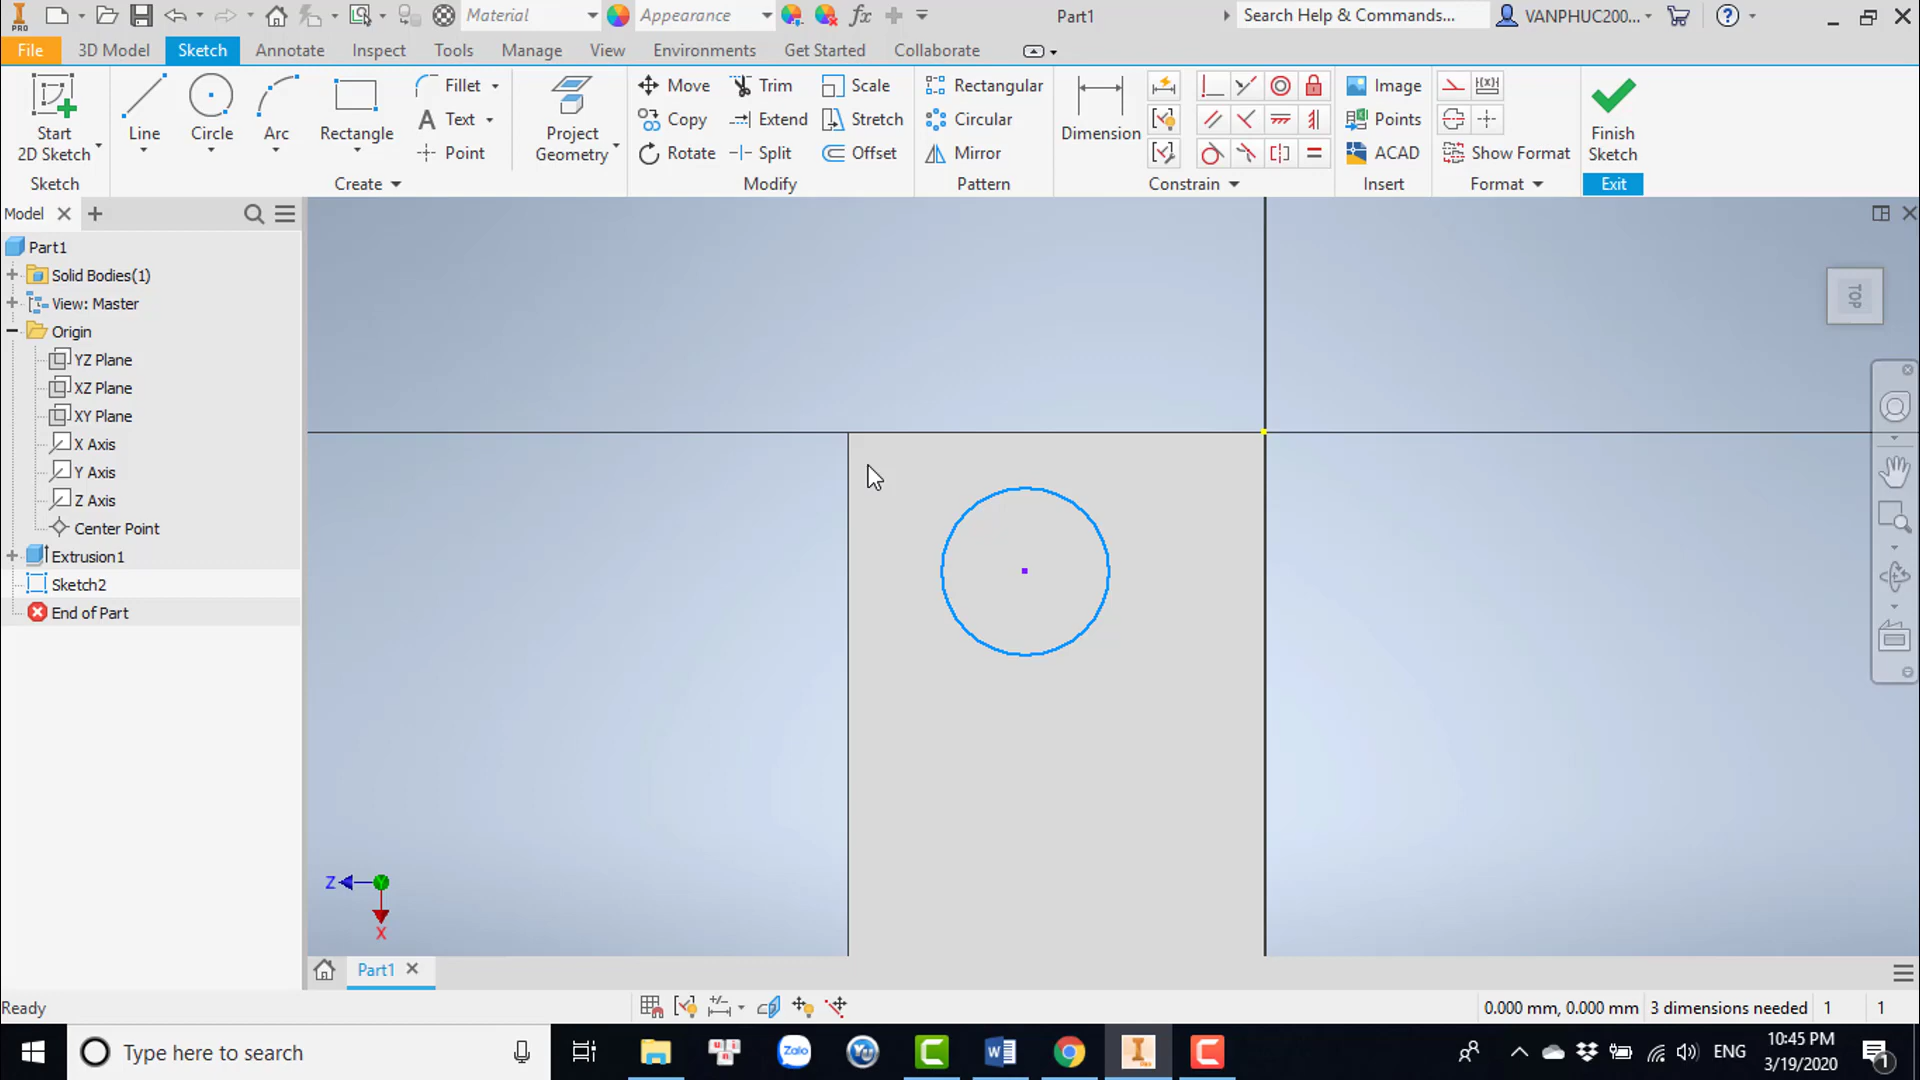 Material
Appearance
fx
Part1
Search Help & Commands...
VANPHUC200...
PRO
File
3D Model
Sketch
Annotate
Inspect
Tools
Manage
View
Environments
Get Started
Collaborate
Start
2D Sketch
Line
Circle
Arc
Rectangle
Fillet
Text
Point
Project
Geometry
Move
Trim
Scale
Copy
Extend
Stretch
Rotate
Split
Offset
Rectangular
Circular
Mirror
Dimension
Image
Points
ACAD
Show Format
Finish
Sketch
Sketch
Create
Modify
Pattern
Constrain
Insert
Format
Exit
Model
Part1
Solid Bodies(1)
View: Master
Origin
YZ Plane
XZ Plane
XY Plane
X Axis
Y Axis
Z Axis
Center Point
Extrusion1
Sketch2
End of Part
TOP
Z
Y
X
Part1
Ready
0.000 mm, 0.000 mm
3 dimensions needed
1
1
Type here to search
Zalo
ENG
10:45 PM
3/19/2020
1